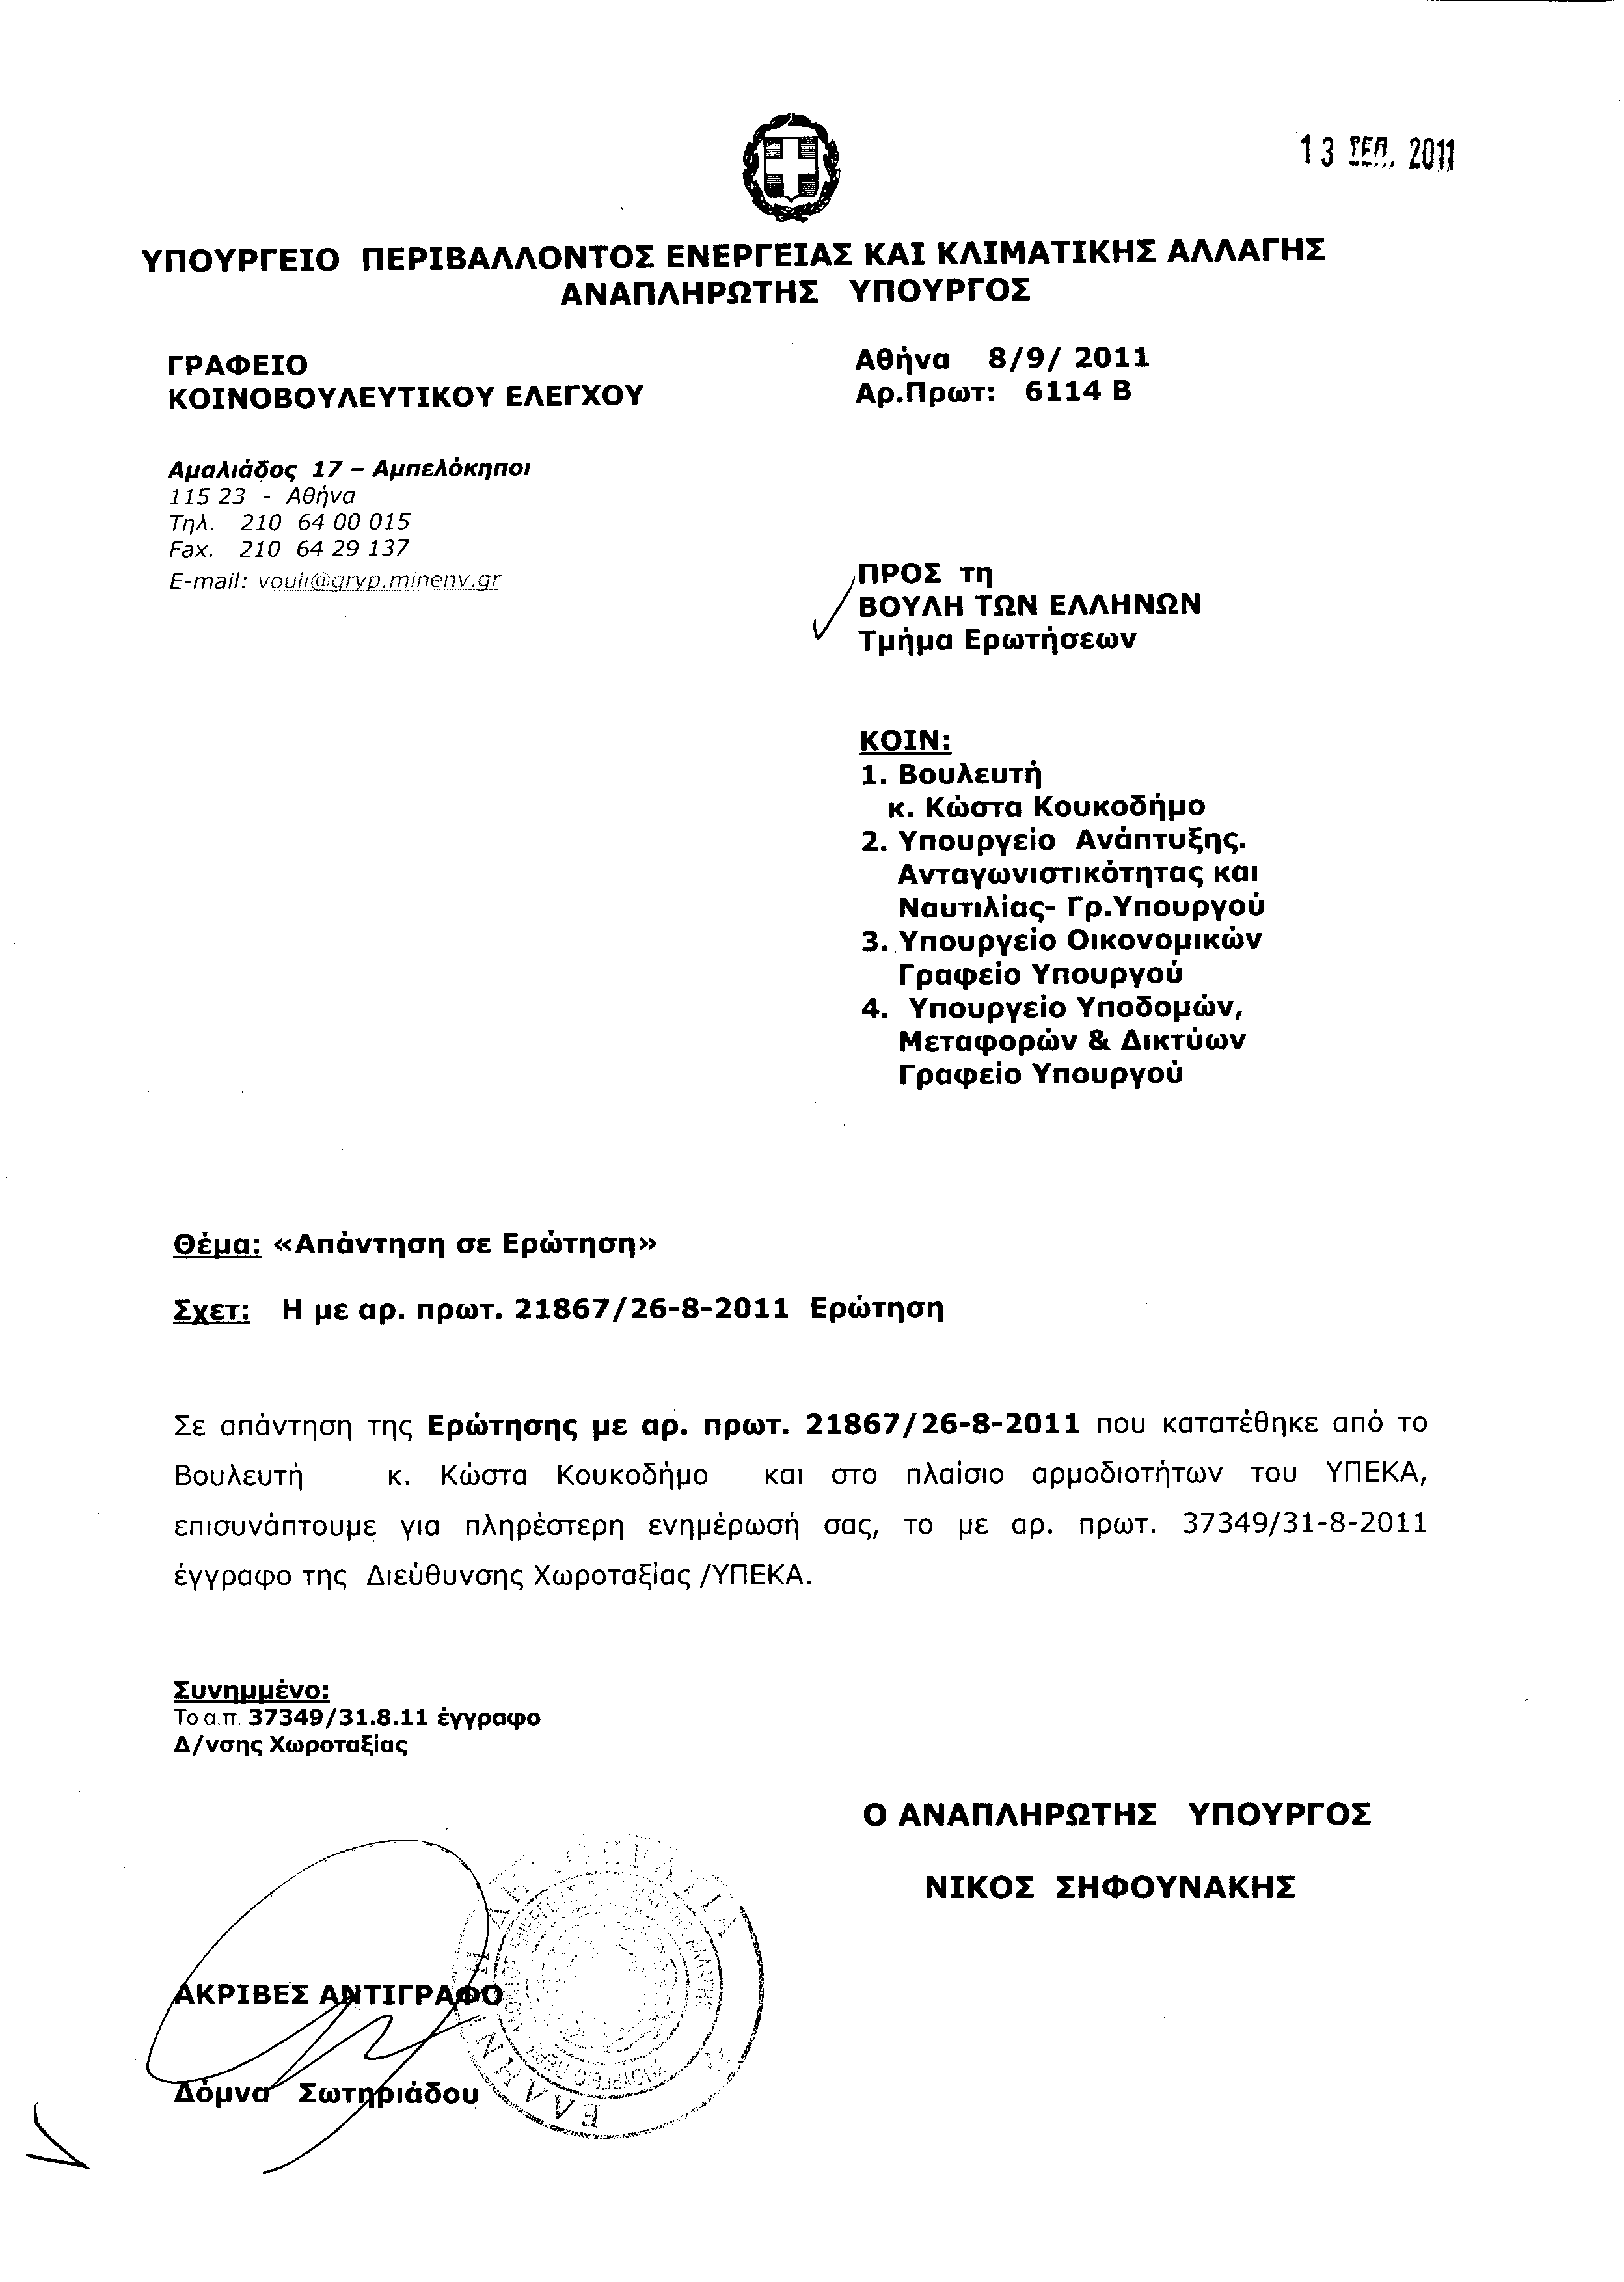 13 ΣΕΠ. 2011
ΥΠΟΥΡΓΕΙΟ ΠΕΡΙΒΑΛΛΟΝΤΟΣ ΕΝΕΡΓΕΙΑΣ ΚΑΙ ΚΛΙΜΑΤΙΚΗΣ ΑΛΛΑΓΗΣ
ΑΝΑΠΛΗΡΩΤΗΣ ΥΠΟΥΡΓΟΣ
ΓΡΑΦΕΙΟ
ΚΟΙΝΟΒΟΥΛΕΥΤΙΚΟΥ ΕΛΕΓΧΟΥ
Αθήνα 8/9/ 2011
Αρ.Πρωτ: 6114 Β
Αμαλιάδος 17 – Αμπελόκηποι
115 23 - Αθήνα
Τηλ. 210 64 00 015
Fax. 210 64 29 137
E-mail: vouli@gryp.minenv.gr
ΠΡΟΣ τη
ΒΟΥΛΗ ΤΩΝ ΕΛΛΗΝΩΝ
Τμήμα Ερωτήσεων
ΚΟΙΝ:
1. Βουλευτή
κ. Κώστα Κουκοδήμο
2. Υπουργείο Ανάπτυξης.
Ανταγωνιστικότητας και
Ναυτιλίας- Γρ.Υπουργού
3. Υπουργείο Οικονομικών
Γραφείο Υπουργού
4. Υπουργείο Υποδομών,
Μεταφορών & Δικτύων
Γραφείο Υπουργού
Θέμα: «Απάντηση σε Ερώτηση»
Σχετ: Η με αρ. πρωτ. 21867/26-8-2011 Ερώτηση
Σε απάντηση της Ερώτησης με αρ. πρωτ. 21867/26-8-2011 που κατατέθηκε από το
Βουλευτή κ. Κώστα Κουκοδήμο και στο πλαίσιο αρμοδιοτήτων του ΥΠΕΚΑ,
επισυνάπτουμε για πληρέστερη ενημέρωσή σας, το με αρ. πρωτ. 37349/31-8-2011
έγγραφο της Διεύθυνσης Χωροταξίας /ΥΠΕΚΑ.
Συνημμένο:
Το α.π. 37349/31.8.11 έγγραφο
Δ/νσης Χωροταξίας
Ο ΑΝΑΠΛΗΡΩΤΗΣ ΥΠΟΥΡΓΟΣ
ΝΙΚΟΣ ΣΗΦΟΥΝΑΚΗΣ
ΑΚΡΙΒΕΣ ΑΝΤΙΓΡΑΦΟ
Δόμνα Σωτηριάδου